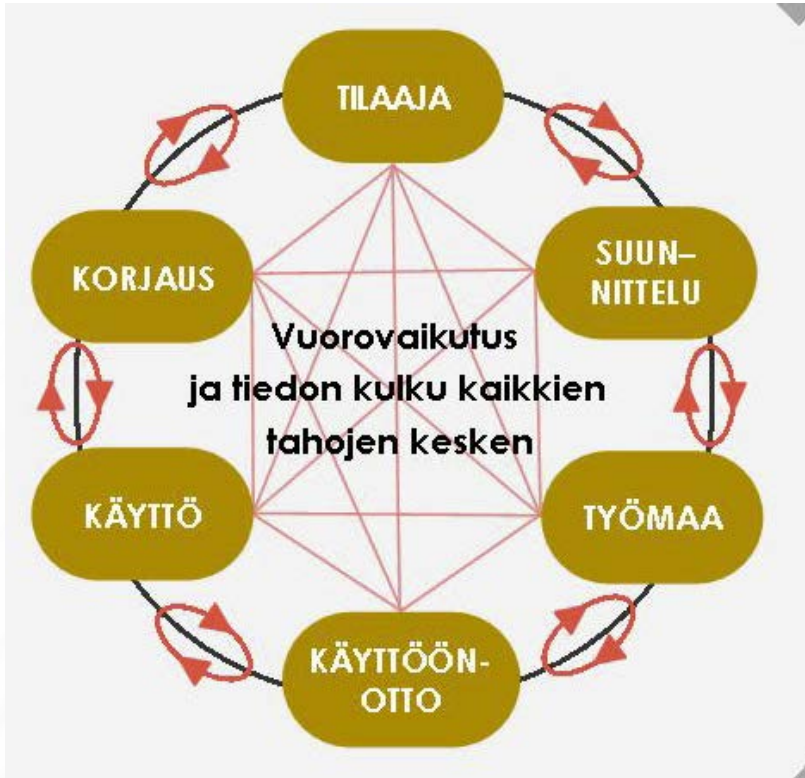 TILAAJA
KORJAUS
SUUN–
NITTELU
Vuorovaikutus
ja tiedon kulku kaikkien
tahojen kesken
KÄYTTÖ
TYÖMAA
KÄYTTÖÖN-
OTTO